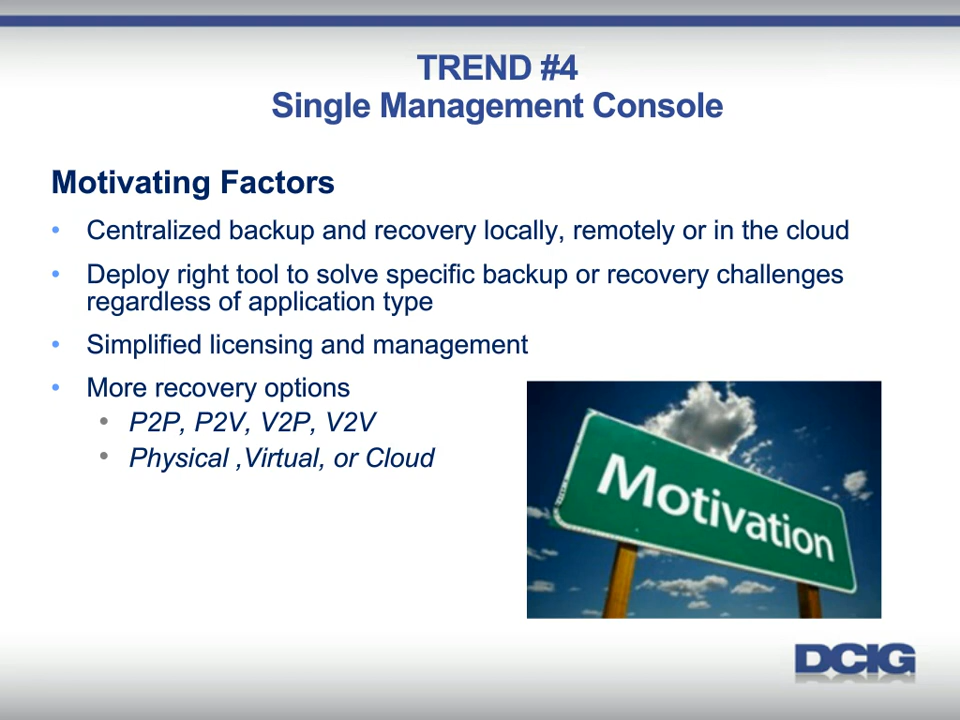 TREND #4
Single Management Console
Motivating Factors
• Centralized backup and recovery locally, remotely or in the cloud
• Deploy right tool to solve specific backup or recovery challenges
regardless of application type
• Simplified licensing and management
• More recovery options
• P2P, P2V, V2P, V2V
• Physical ,Virtual, or Cloud
Motivation
DCIG